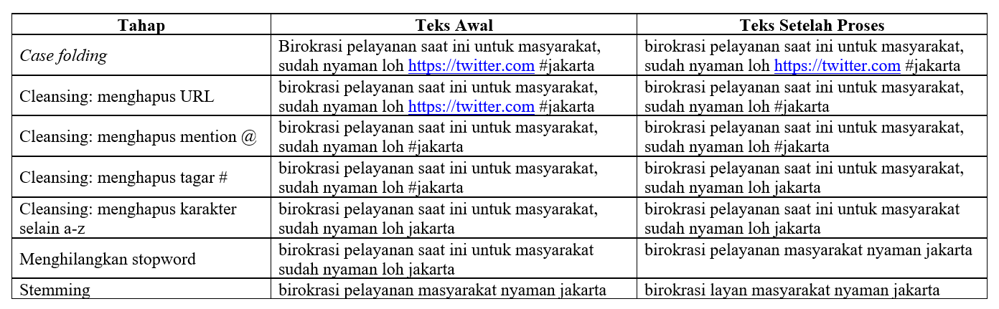 Tahap Teks Awal Teks Setelah Proses
Case folding
Birokrasi pelayanan saat ini untuk masyarakat,
sudah nyaman loh https://twitter.com #jakarta
birokrasi pelayanan saat ini untuk masyarakat,
sudah nyaman loh https://twitter.com #jakarta
Cleansing: menghapus URL
birokrasi pelayanan saat ini untuk masyarakat,
sudah nyaman loh https://twitter.com #jakarta
birokrasi pelayanan saat ini untuk masyarakat,
sudah nyaman loh #jakarta
Cleansing: menghapus mention @
birokrasi pelayanan saat ini untuk masyarakat,
sudah nyaman loh #jakarta
birokrasi pelayanan saat ini untuk masyarakat,
sudah nyaman loh #jakarta
Cleansing: menghapus tagar #
birokrasi pelayanan saat ini untuk masyarakat,
sudah nyaman loh #jakarta
birokrasi pelayanan saat ini untuk masyarakat,
sudah nyaman loh jakarta
Cleansing: menghapus karakter
selain a-z
birokrasi pelayanan saat ini untuk masyarakat,
sudah nyaman loh jakarta
birokrasi pelayanan saat ini untuk masyarakat
sudah nyaman loh jakarta
Menghilangkan stopword
birokrasi pelayanan saat ini untuk masyarakat
sudah nyaman loh jakarta
birokrasi pelayanan masyarakat nyaman jakarta
Stemming
birokrasi pelayanan masyarakat nyaman jakarta
birokrasi layan masyarakat nyaman jakarta